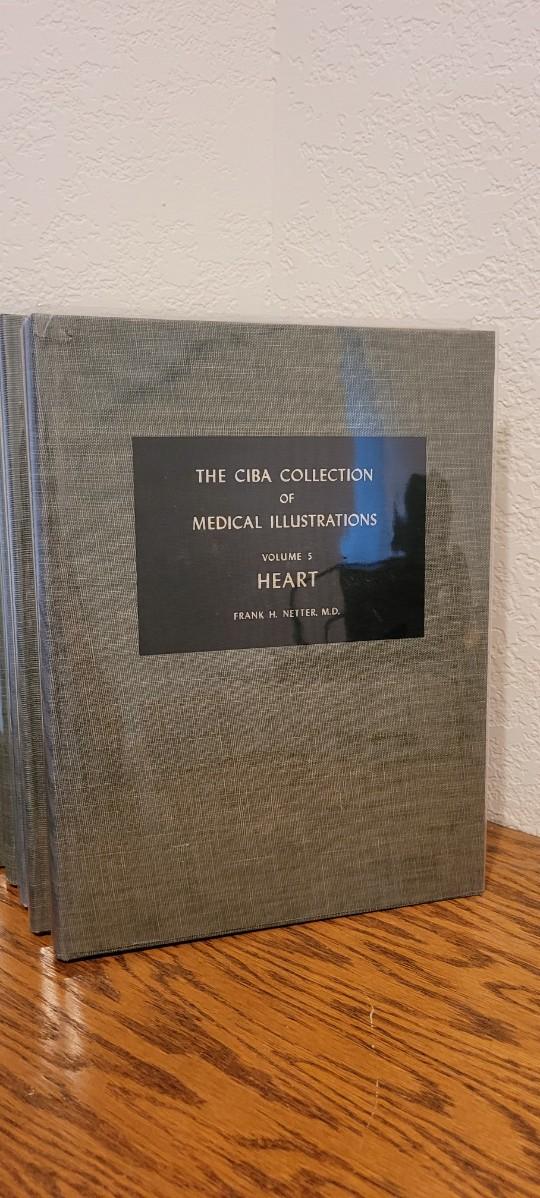 THE CIBA COLLECTION
OF
MEDICAL ILLUSTRATIONS
VOLUME 5
HEART
FRANK H. NETTER, M.D.